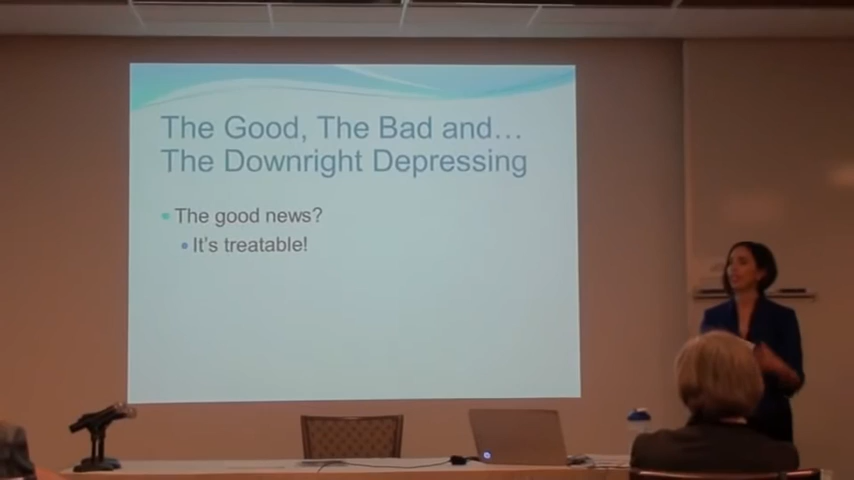 The Good, The Bad and…
The Downright Depressing
The good news?
It's treatable!